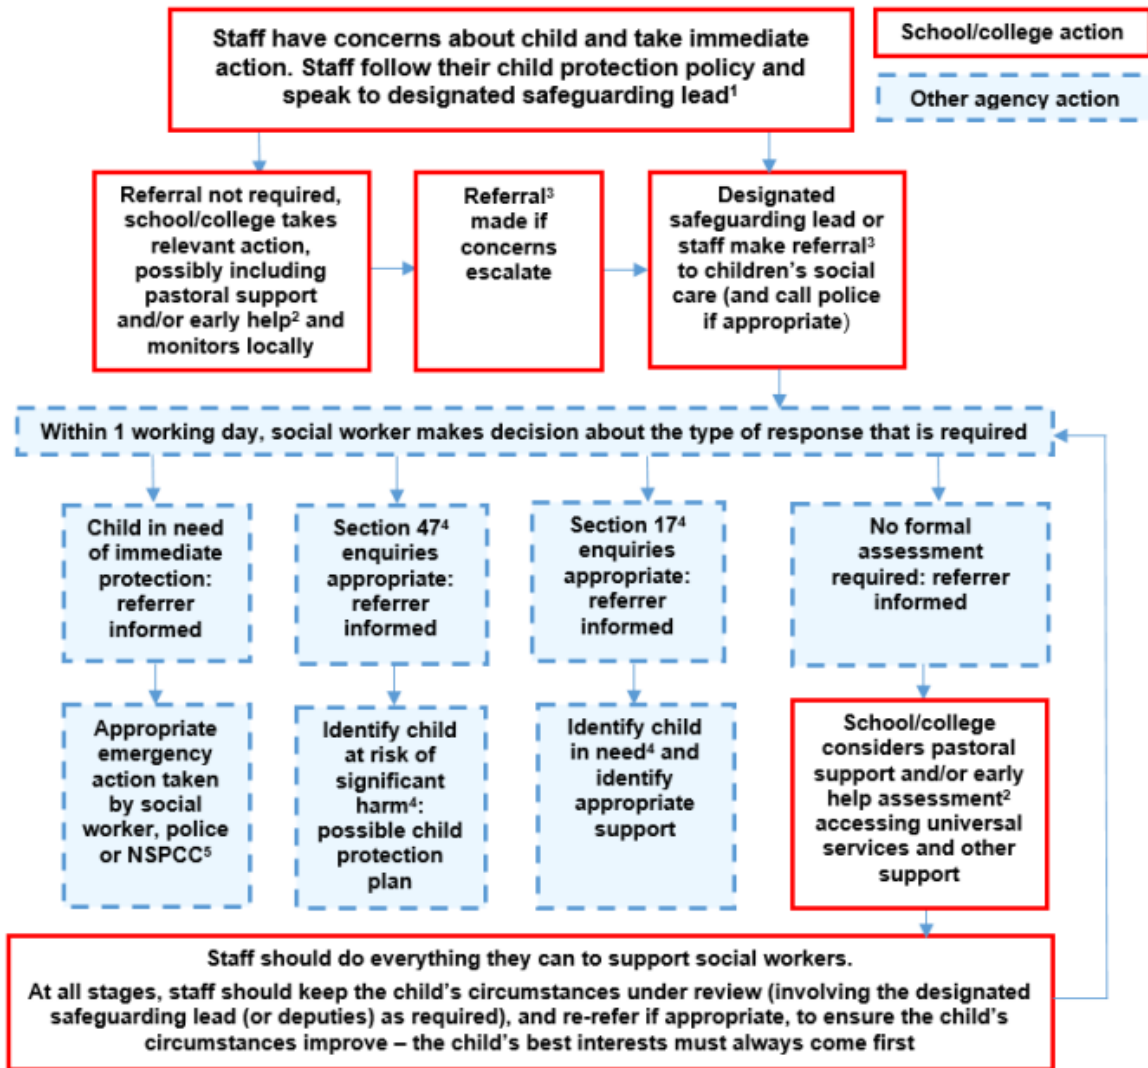 Staff have concerns about child and take immediate
action. Staff follow their child protection policy and
speak to designated safeguarding lead¹
School/college action
Other agency action
Referral not required,
school/college takes
relevant action,
possibly including
pastoral support
and/or early help² and
monitors locally
Referral³
made if
concerns
escalate
Designated
safeguarding lead or
staff make referral³
to children's social
care (and call police
if appropriate)
Within 1 working day, social worker makes decision about the type of response that is required
Child in need
of immediate
protection:
referrer
informed
Section 47⁴
enquiries
appropriate:
referrer
informed
Section 17⁴
enquiries
appropriate:
referrer
informed
No formal
assessment
required: referrer
informed
Appropriate
emergency
action taken
by social
worker, police
or NSPCC⁵
Identify child
at risk of
significant
harm⁴:
possible child
protection
plan
Identify child
in need⁴ and
identify
appropriate
support
School/college
considers pastoral
support and/or early
help assessment²
accessing universal
services and other
support
Staff should do everything they can to support social workers.
At all stages, staff should keep the child's circumstances under review (involving the designated
safeguarding lead (or deputies) as required), and re-refer if appropriate, to ensure the child's
circumstances improve – the child's best interests must always come first